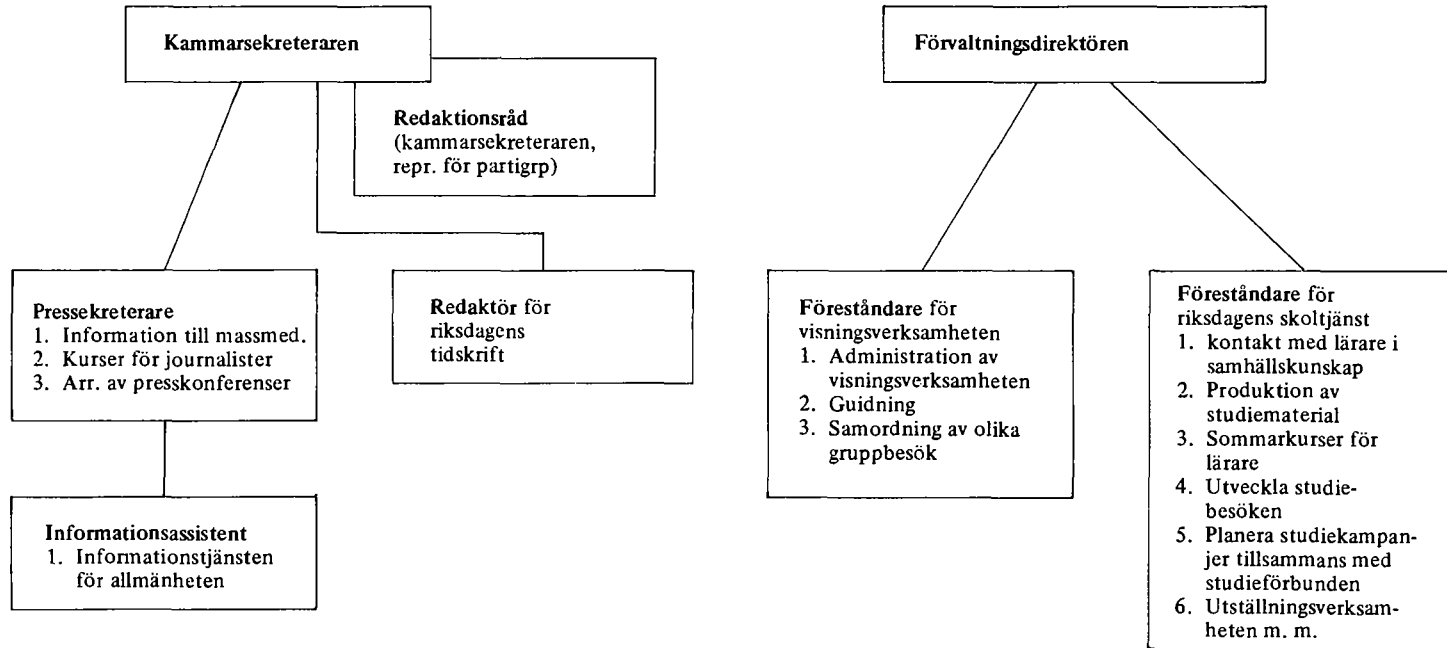 Kammarsekreteraren
Redaktionsråd
(kammarsekreteraren,
repr. för partigrp)
Pressekreterare
1. Information till massmed.
2. Kurser för journalister
3. Arr. av presskonferenser
Redaktör för
riksdagens
tidskrift
Informationsassistent
1. Informationstjänsten
för allmänheten
Förvaltningsdirektören
Föreståndare för
visningsverksamheten
1. Administration av
visningsverksamheten
2. Guidning
3. Samordning av olika
gruppbesök
Föreståndare för
riksdagens skoltjänst
1. kontakt med lärare i
samhällskunskap
2. Produktion av
studiematerial
3. Sommarkurser för
lärare
4. Utveckla studie-
besöken
5. Planera studiekampan-
jer tillsammans med
studieförbunden
6. Utställningsverksam-
heten m. m.